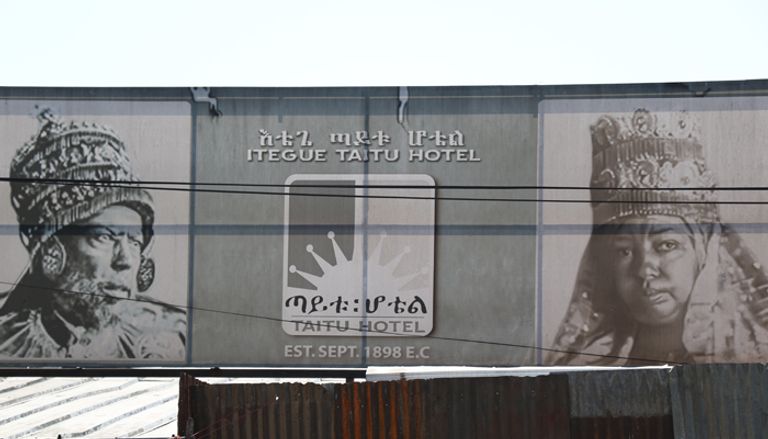 እቴጌ ጣይቱ ሆቴል
ITEGUE TAITU HOTEL
ጣይቱ፡ሆቴል
TAITU HOTEL
EST. SEPT. 1898 E.C